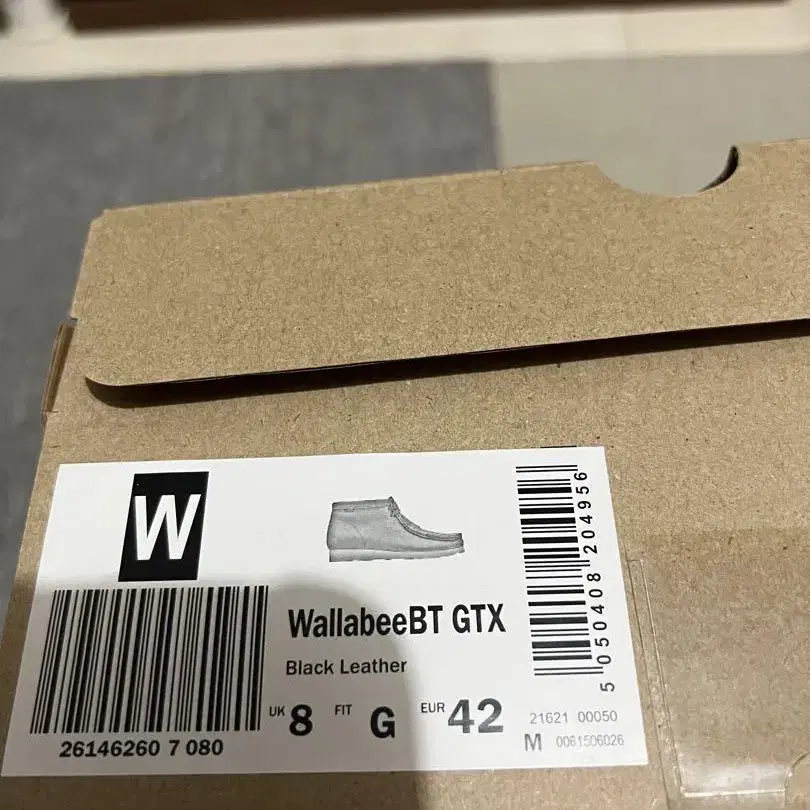 W
WallabeeBT GTX
Black Leather
UK 8 FIT G EUR 42
26146260 7 080
5 050408 204956
21621 00050
M 0061506026